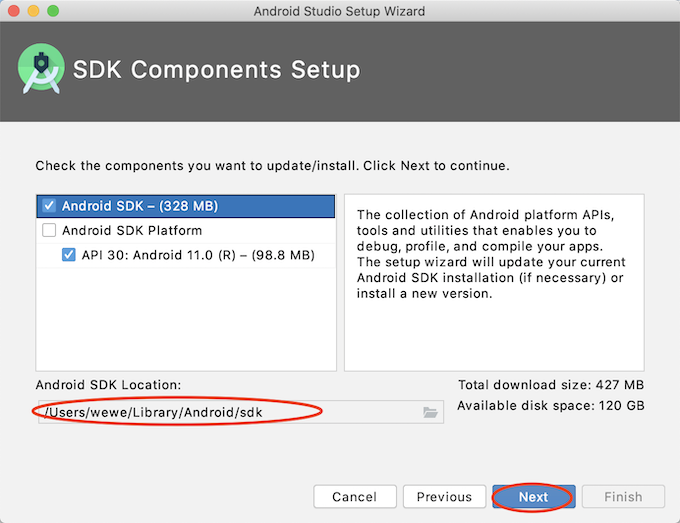 Android Studio Setup Wizard
SDK Components Setup
Check the components you want to update/install. Click Next to continue.
Android SDK – (328 MB)
Android SDK Platform
API 30: Android 11.0 (R) – (98.8 MB)
The collection of Android platform APIs,
tools and utilities that enables you to
debug, profile, and compile your apps.
The setup wizard will update your current
Android SDK installation (if necessary) or
install a new version.
Android SDK Location:
/Users/wewe/Library/Android/sdk
Total download size: 427 MB
Available disk space: 120 GB
Cancel
Previous
Next
Finish